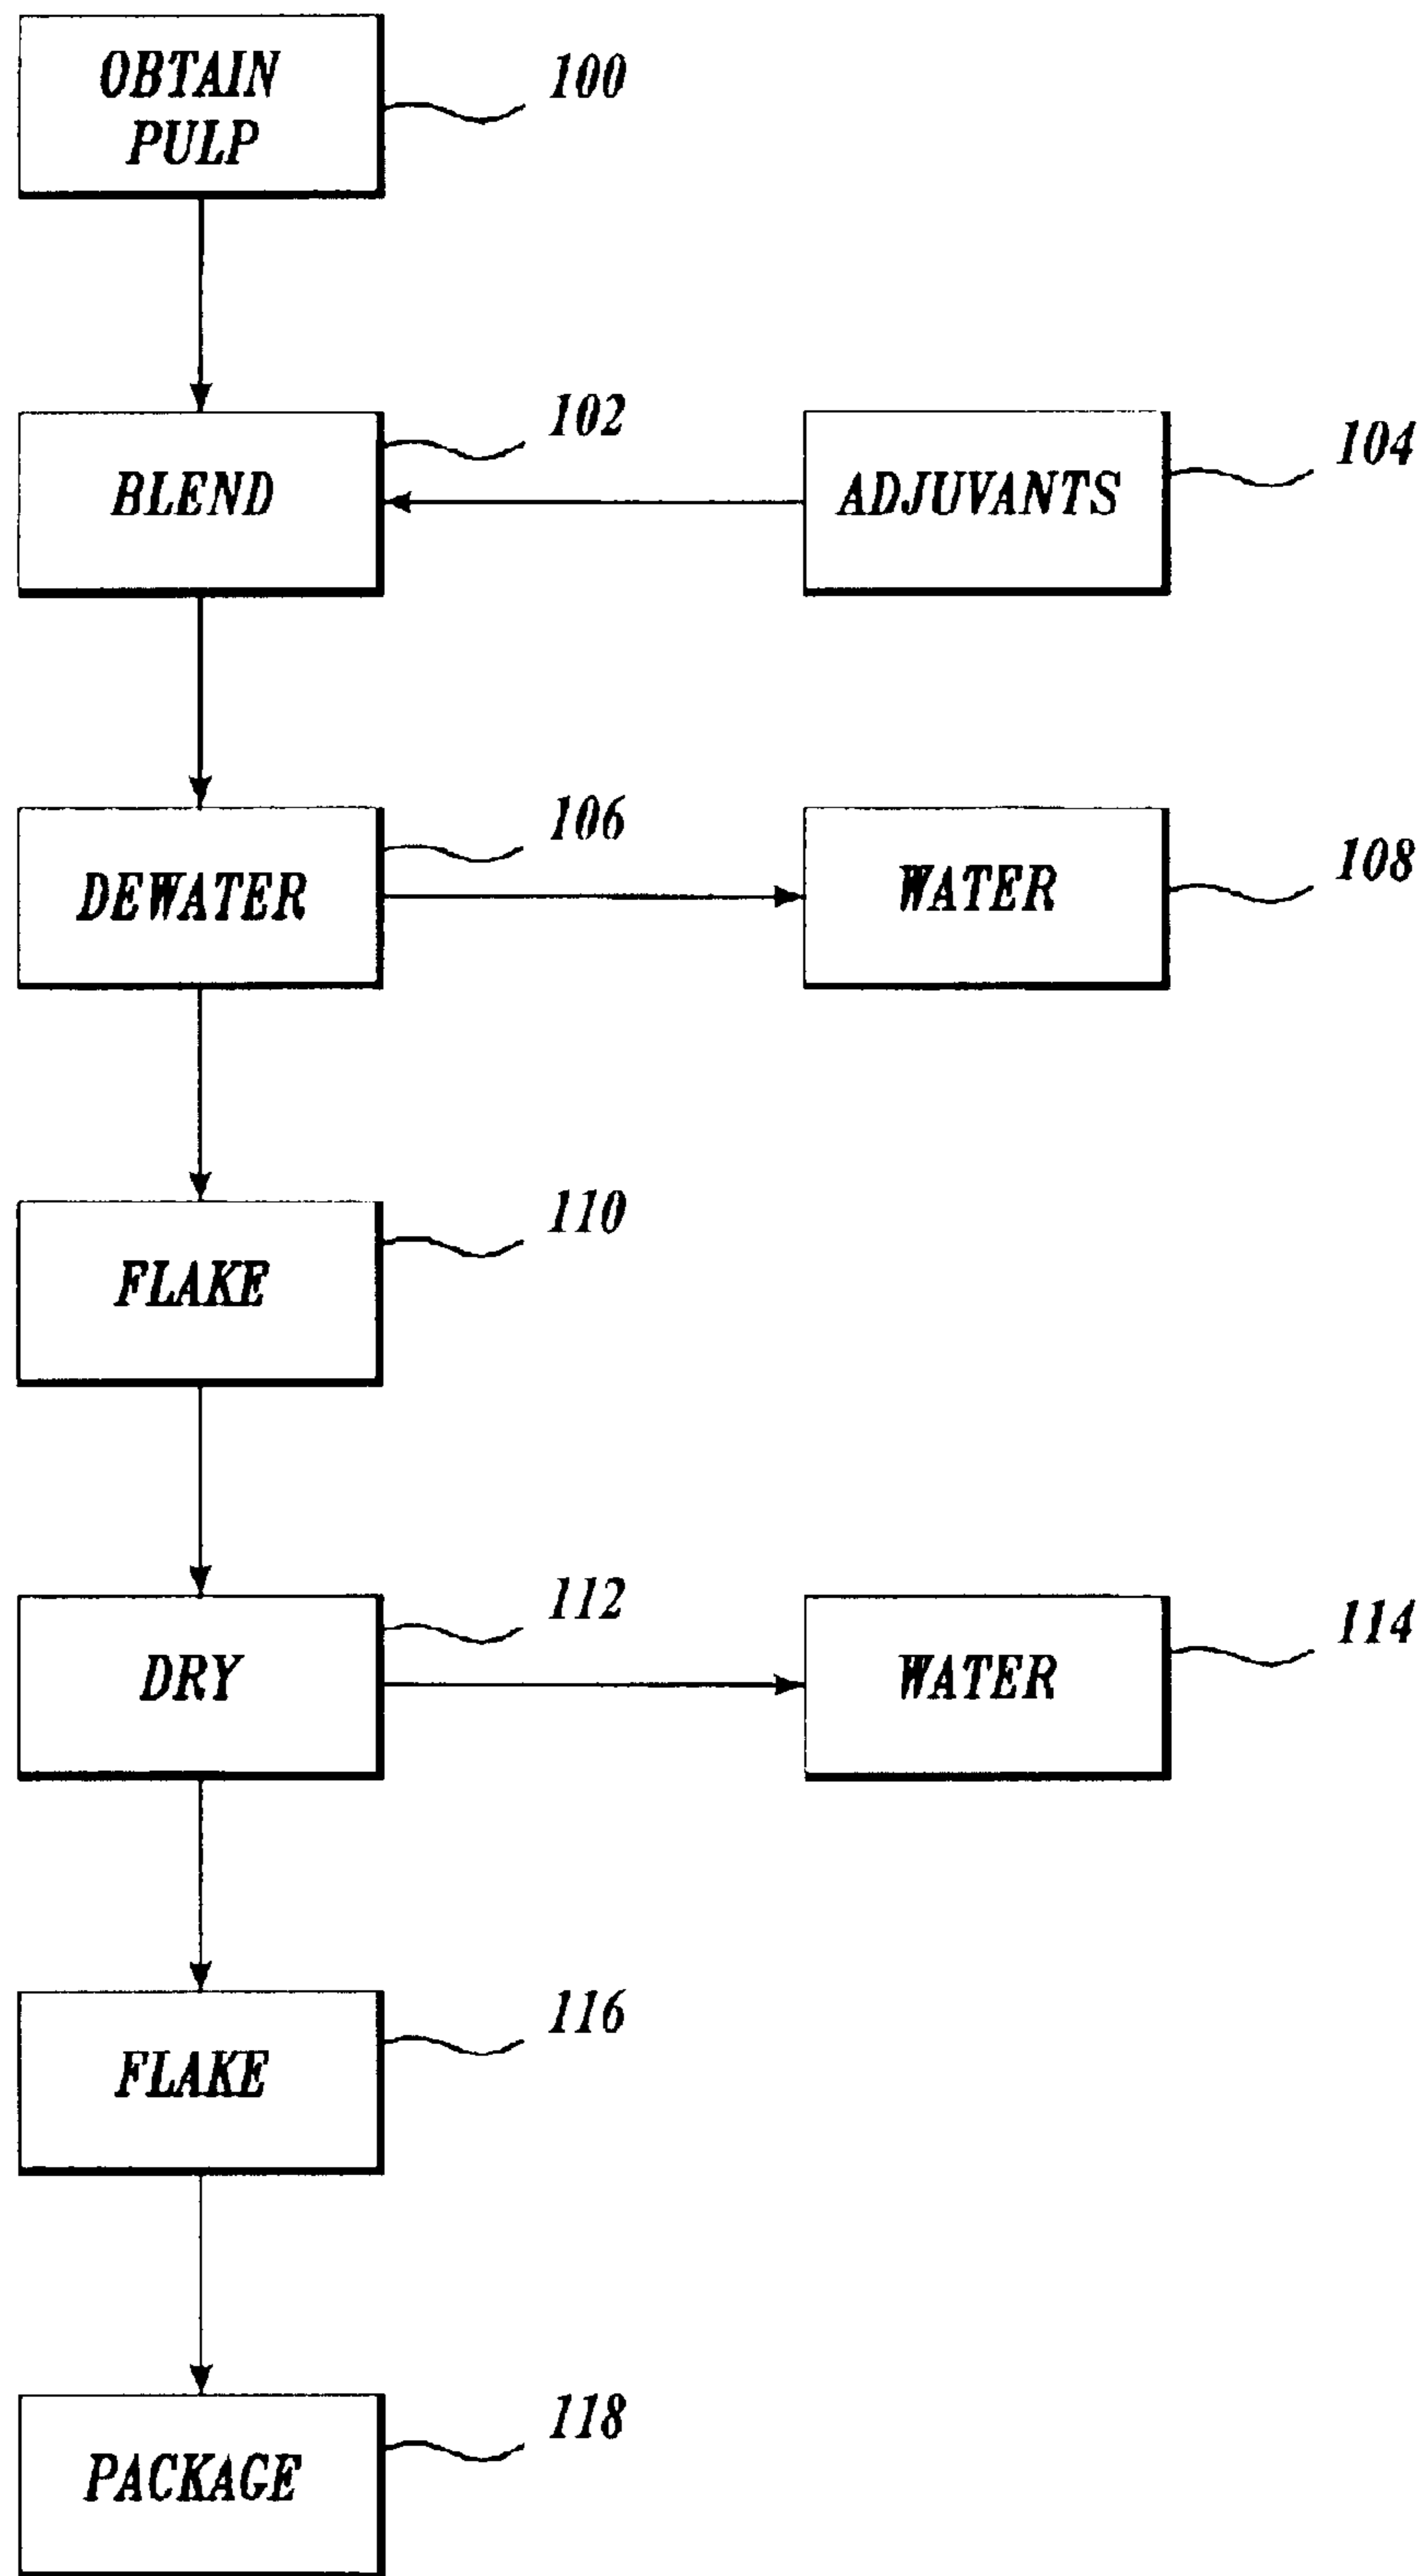 OBTAIN
PULP
100
BLEND
102
ADJUVANTS
104
DEWATER
106
WATER
108
FLAKE
110
DRY
112
WATER
114
FLAKE
116
PACKAGE
118